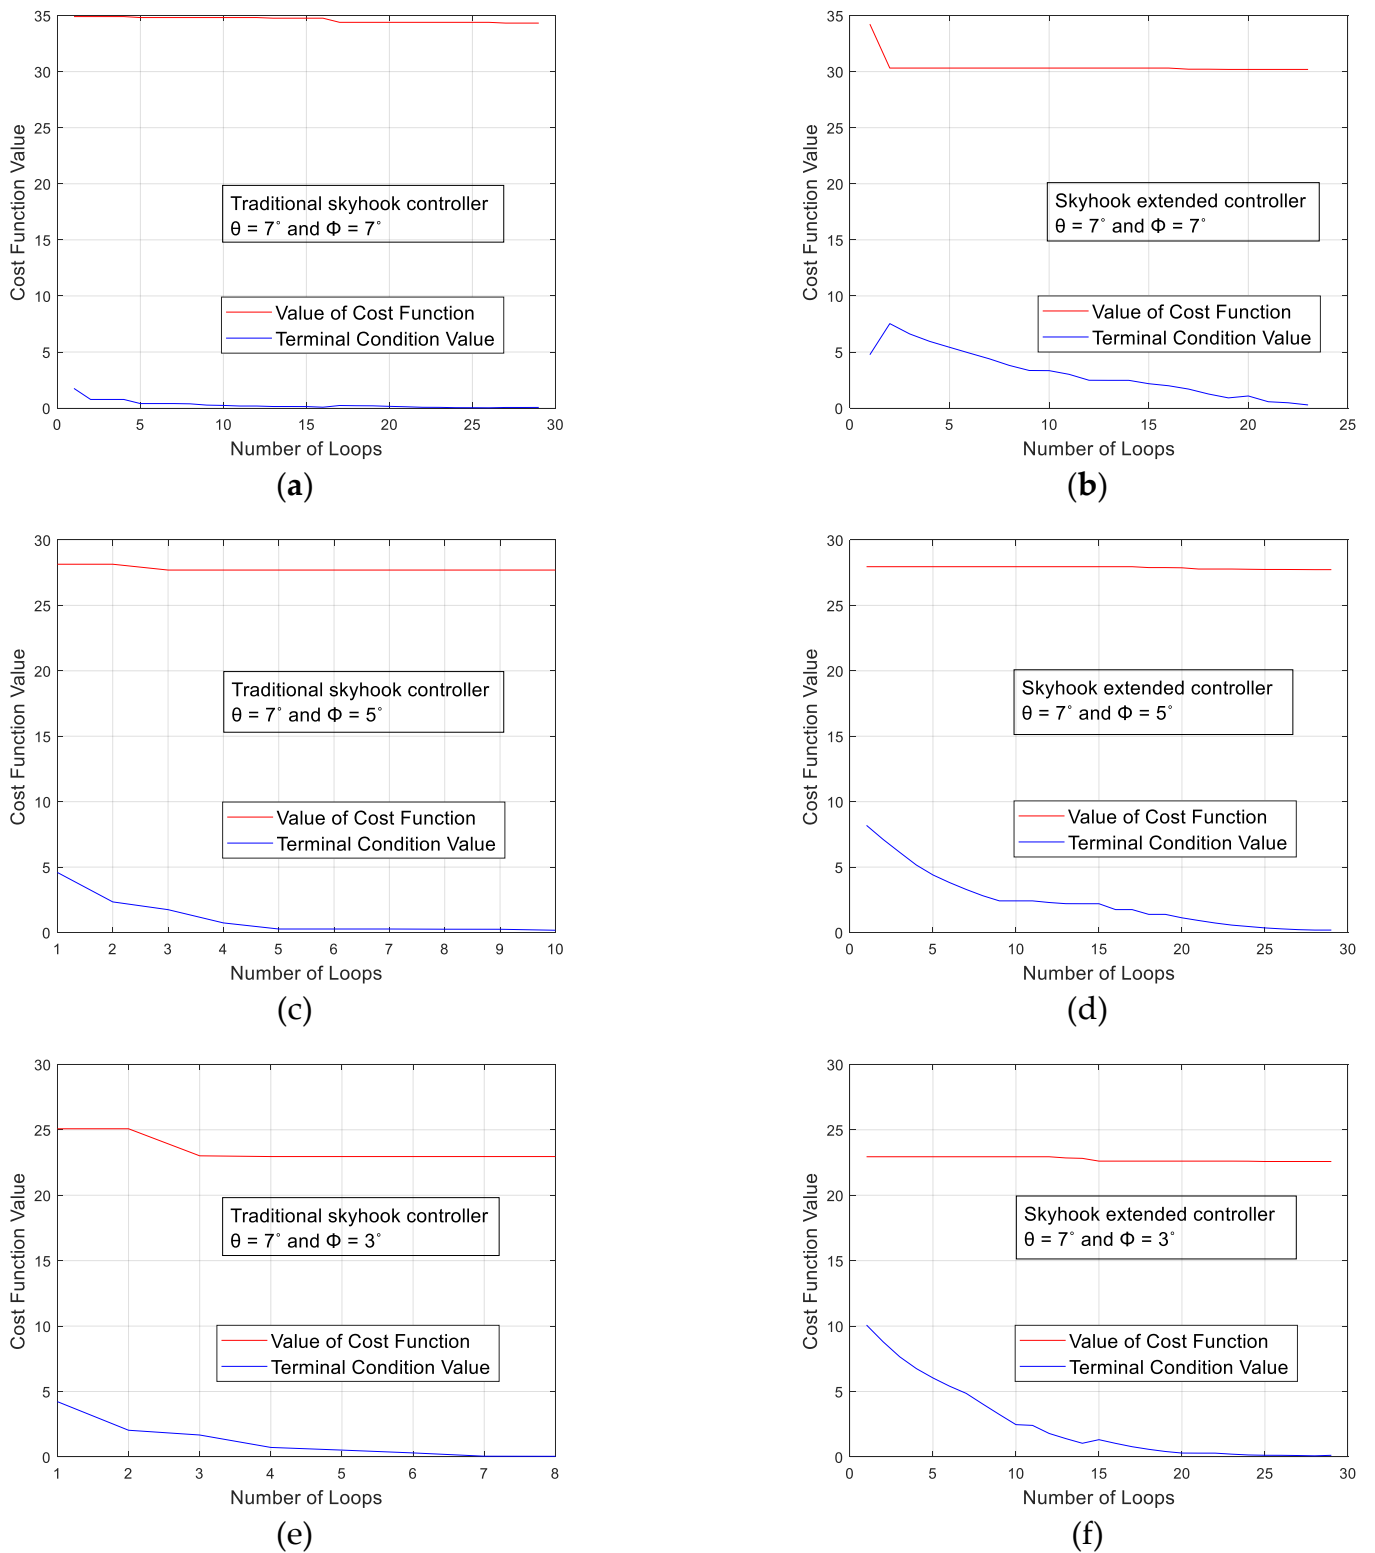 35
30
25
20
15
10
5
0
Cost Function Value
Traditional skyhook controller
θ = 7° and Φ = 7°
Value of Cost Function
Terminal Condition Value
0 5 10 15 20 25 30
Number of Loops
(a)
35
30
25
20
15
10
5
0
Cost Function Value
Skyhook extended controller
θ = 7° and Φ = 7°
Value of Cost Function
Terminal Condition Value
0 5 10 15 20 25
Number of Loops
(b)
30
25
20
15
10
5
0
Cost Function Value
Traditional skyhook controller
θ = 7° and Φ = 5°
Value of Cost Function
Terminal Condition Value
1 2 3 4 5 6 7 8 9 10
Number of Loops
(c)
30
25
20
15
10
5
0
Cost Function Value
Skyhook extended controller
θ = 7° and Φ = 5°
Value of Cost Function
Terminal Condition Value
0 5 10 15 20 25 30
Number of Loops
(d)
30
25
20
15
10
5
0
Cost Function Value
Traditional skyhook controller
θ = 7° and Φ = 3°
Value of Cost Function
Terminal Condition Value
1 2 3 4 5 6 7 8
Number of Loops
(e)
30
25
20
15
10
5
0
Cost Function Value
Skyhook extended controller
θ = 7° and Φ = 3°
Value of Cost Function
Terminal Condition Value
0 5 10 15 20 25 30
Number of Loops
(f)